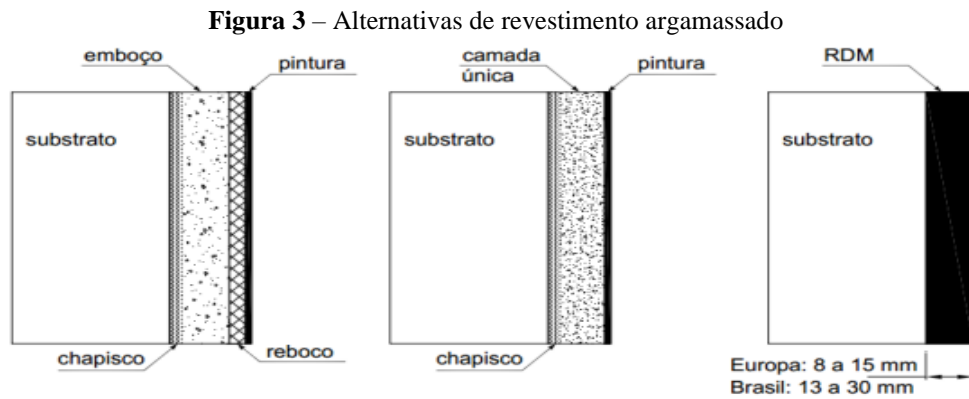 Figura 3 – Alternativas de revestimento argamassado
emboço
pintura
substrato
chapisco
reboco
camada
única
pintura
substrato
chapisco
RDM
substrato
Europa: 8 a 15 mm
Brasil: 13 a 30 mm